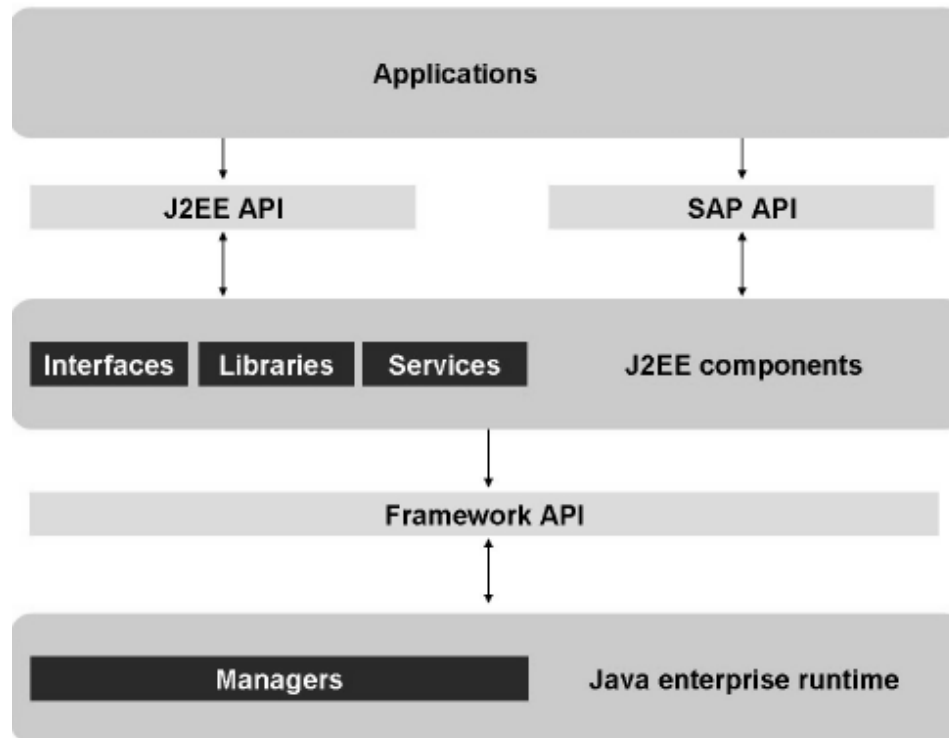 Applications
J2EE API
SAP API
Interfaces
Libraries
Services
J2EE components
Framework API
Managers
Java enterprise runtime